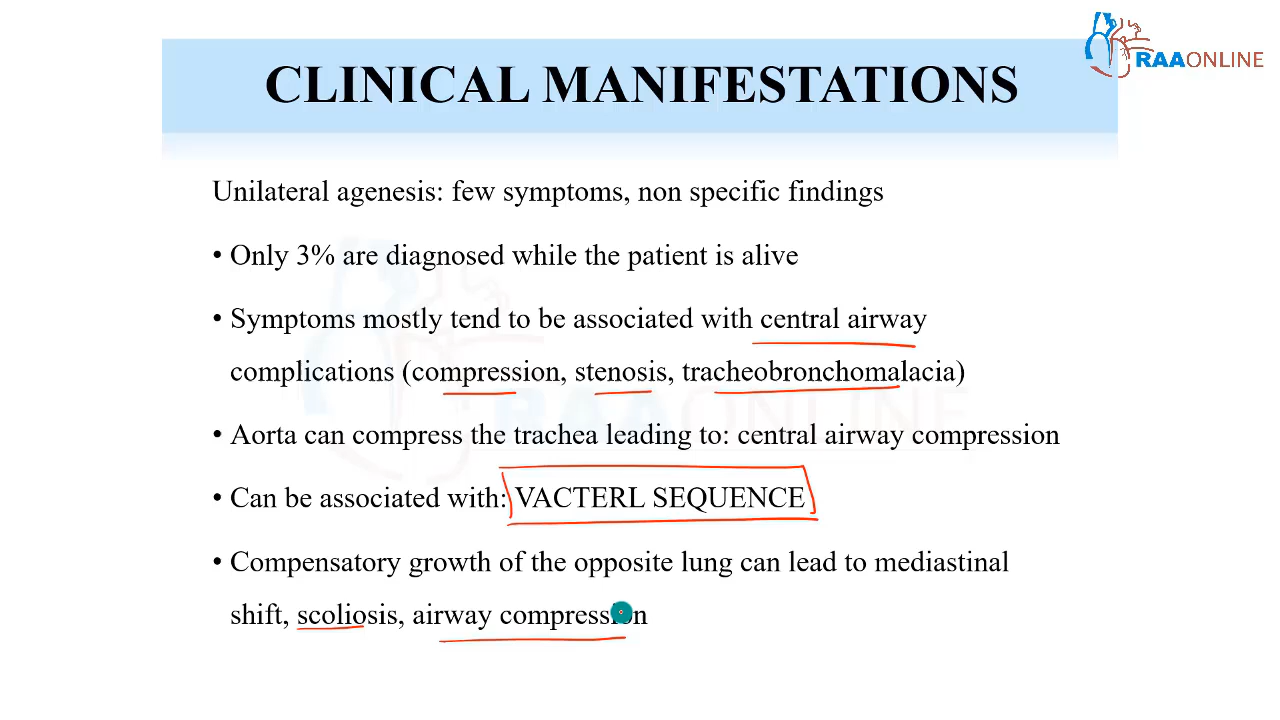 RAAONLINE
CLINICAL MANIFESTATIONS
Unilateral agenesis: few symptoms, non specific findings
• Only 3% are diagnosed while the patient is alive
• Symptoms mostly tend to be associated with central airway
complications (compression, stenosis, tracheobronchomalacia)
• Aorta can compress the trachea leading to: central airway compression
• Can be associated with: VACTERL SEQUENCE
• Compensatory growth of the opposite lung can lead to mediastinal
shift, scoliosis, airway compression
RAAONLINE